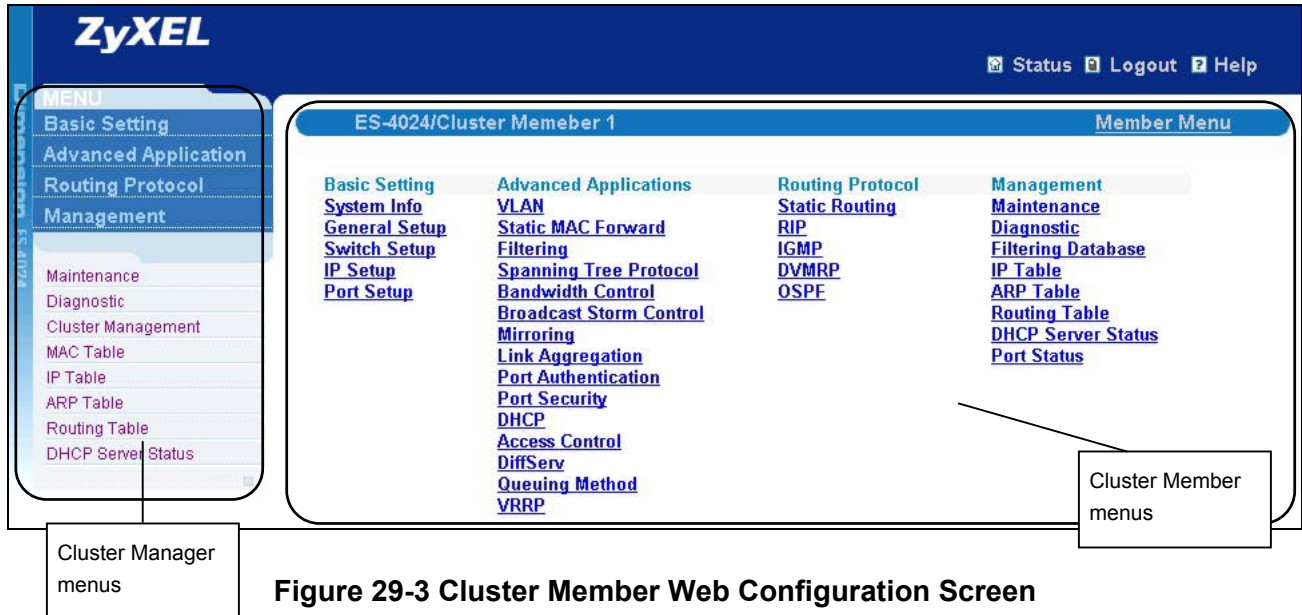 ZyXEL
Status Logout Help
Dimension ES-4024
MENU
Basic Setting
Advanced Application
Routing Protocol
Management
Maintenance
Diagnostic
Cluster Management
MAC Table
IP Table
ARP Table
Routing Table
DHCP Server Status
ES-4024/Cluster Memeber 1 Member Menu
Basic Setting
System Info
General Setup
Switch Setup
IP Setup
Port Setup
Advanced Applications
VLAN
Static MAC Forward
Filtering
Spanning Tree Protocol
Bandwidth Control
Broadcast Storm Control
Mirroring
Link Aggregation
Port Authentication
Port Security
DHCP
Access Control
DiffServ
Queuing Method
VRRP
Routing Protocol
Static Routing
RIP
IGMP
DVMRP
OSPF
Management
Maintenance
Diagnostic
Filtering Database
IP Table
ARP Table
Routing Table
DHCP Server Status
Port Status
Cluster Member
menus
Cluster Manager
menus
Figure 29-3 Cluster Member Web Configuration Screen